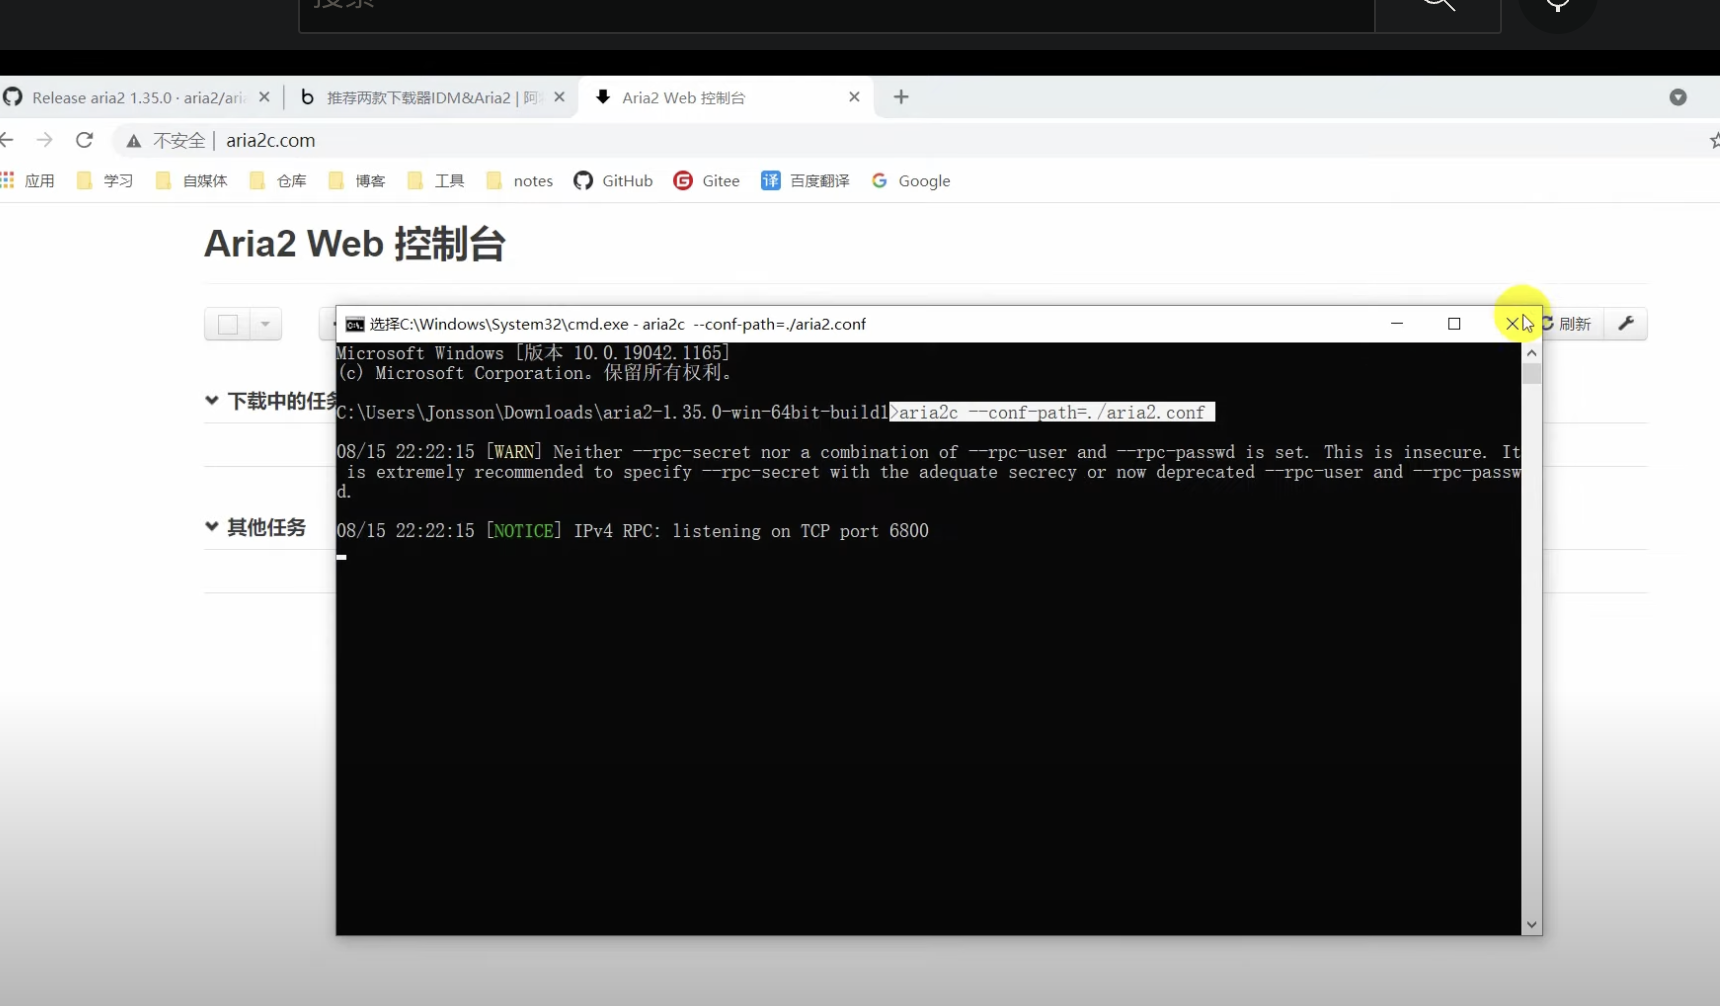 搜索
Release aria2 1.35.0 · aria2/aria
推荐两款下载器IDM&Aria2 | 阿
Aria2 Web 控制台
不安全 | aria2c.com
应用 学习 自媒体 仓库 博客 工具 notes GitHub Gitee 译 百度翻译 Google
Aria2 Web 控制台
选择C:\Windows\System32\cmd.exe - aria2c --conf-path=./aria2.conf
刷新
Microsoft Windows [版本 10.0.19042.1165]
(c) Microsoft Corporation。保留所有权利。
下载中的任务
C:\Users\Jonsson\Downloads\aria2-1.35.0-win-64bit-build1>aria2c --conf-path=./aria2.conf
08/15 22:22:15 [WARN] Neither --rpc-secret nor a combination of --rpc-user and --rpc-passwd is set. This is insecure. It
is extremely recommended to specify --rpc-secret with the adequate secrecy or now deprecated --rpc-user and --rpc-passw
d.
其他任务
08/15 22:22:15 [NOTICE] IPv4 RPC: listening on TCP port 6800